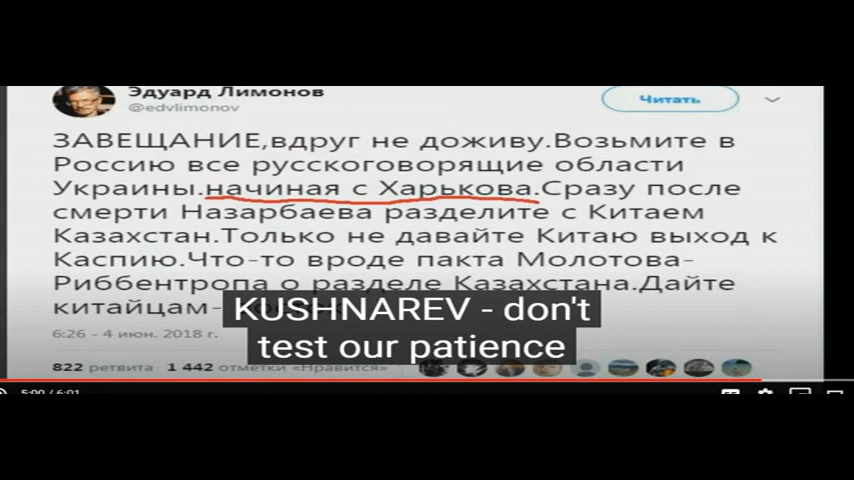 Эдуард Лимонов
@edvlimonov
Читать
ЗАВЕЩАНИЕ,вдруг не доживу.Возьмите в
Россию все русскоговорящие области
Украины.начиная с Харькова.Сразу после
смерти Назарбаева разделите с Китаем
Казахстан.Только не давайте Китаю выход к
Каспию.Что-то вроде пакта Молотова-
Риббентропа о разделе Казахстана.Дайте
китайцам-
KUSHNAREV - don't
test our patience
6:26 - 4 июн. 2018 г.
822 ретвита 1 442 отметки «Нравится»
5:00 / 6:01